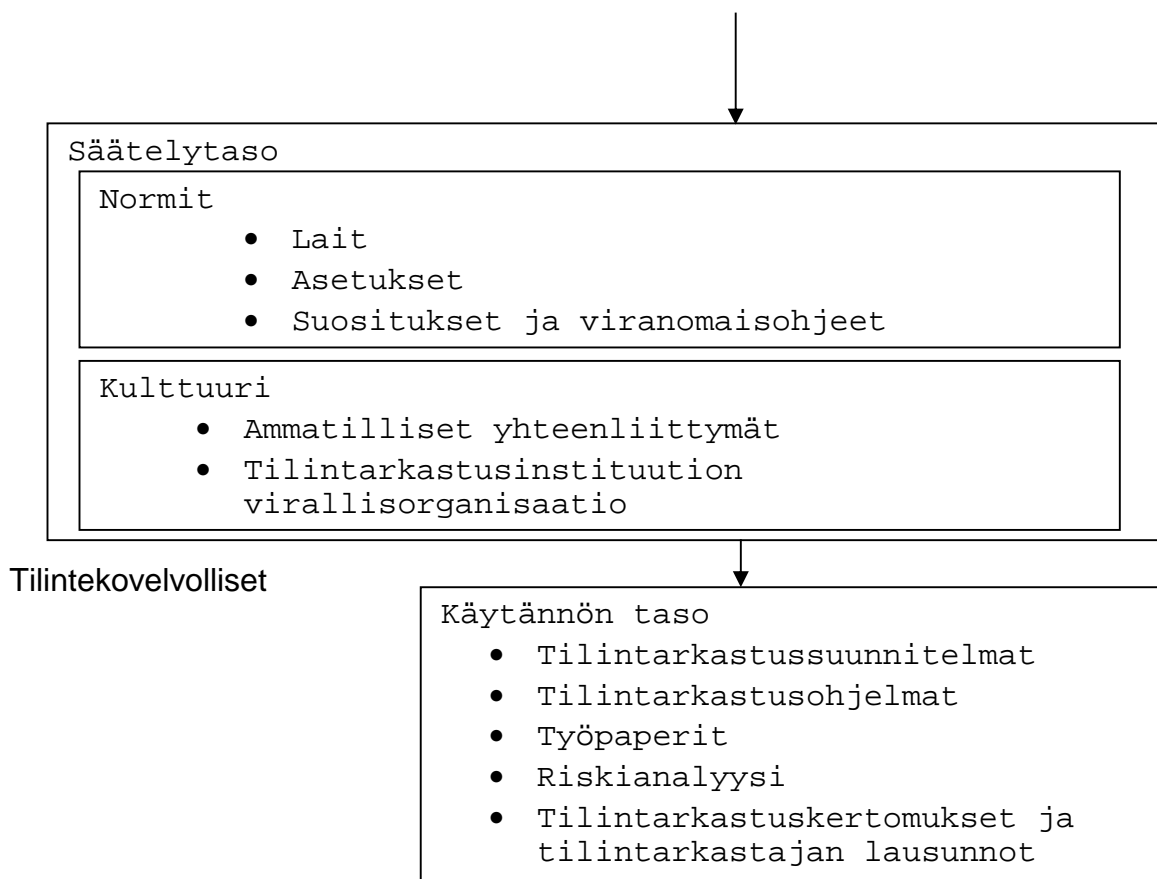 Säätelytaso
Normit
• Lait
• Asetukset
• Suositukset ja viranomaisohjeet
Kulttuuri
• Ammatilliset yhteenliittymät
• Tilintarkastusinstituution
virallisorganisaatio
Tilintekovelvolliset
Käytännön taso
• Tilintarkastussuunnitelmat
• Tilintarkastusohjelmat
• Työpaperit
• Riskianalyysi
• Tilintarkastuskertomukset ja
tilintarkastajan lausunnot